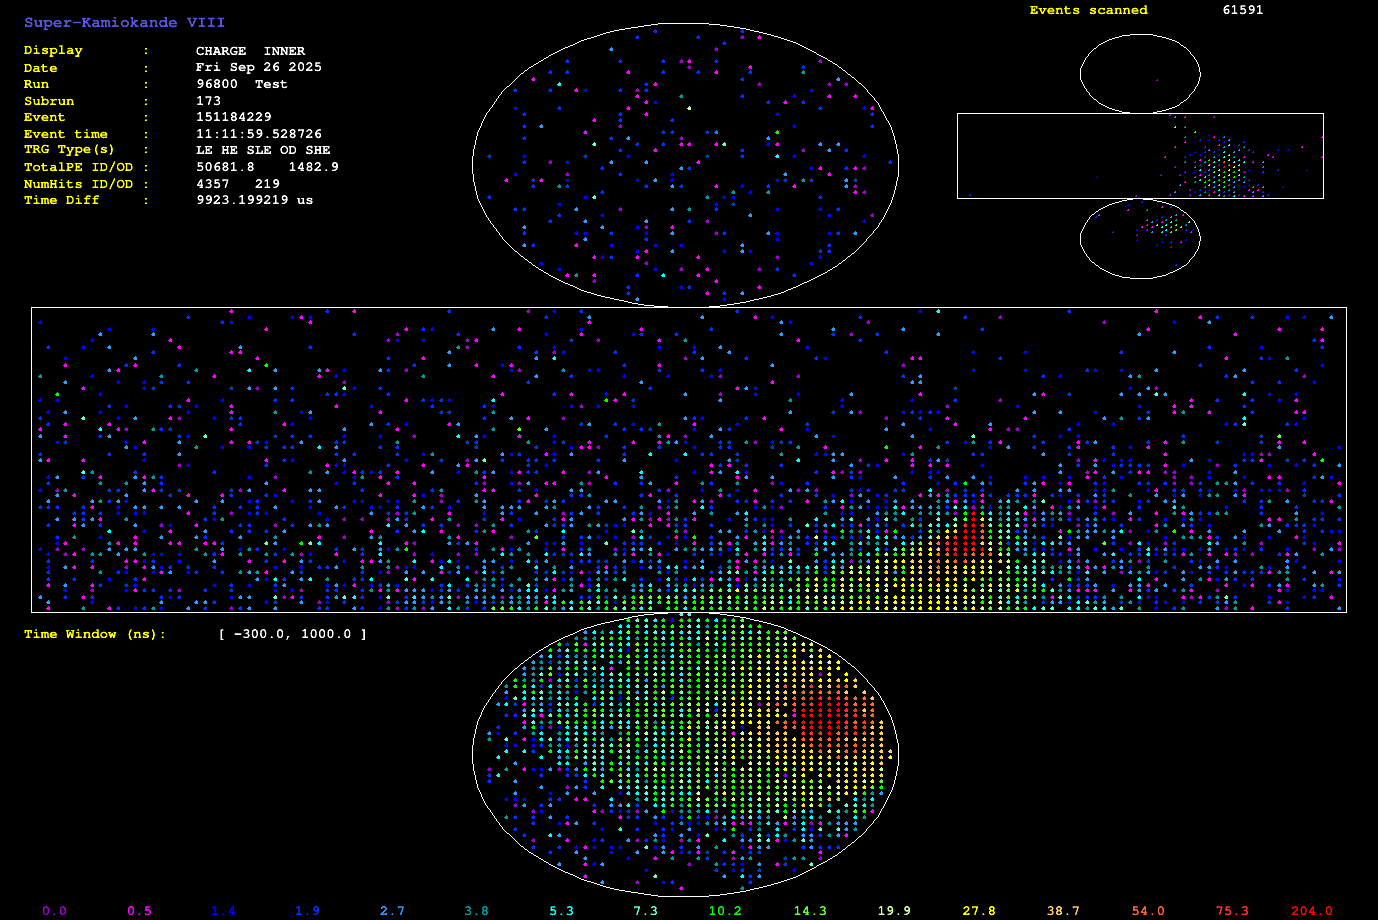 Super-Kamiokande VIII
Display : CHARGE INNER
Date : Fri Sep 26 2025
Run : 96800 Test
Subrun : 173
Event : 151184229
Event time : 11:11:59.528726
TRG Type(s) : LE HE SLE OD SHE
TotalPE ID/OD : 50681.8 1482.9
NumHits ID/OD : 4357 219
Time Diff : 9923.199219 us
Events scanned 61591
Time Window (ns): [ -300.0, 1000.0 ]
0.0 0.5 1.4 1.9 2.7 3.8 5.3 7.3 10.2 14.3 19.9 27.8 38.7 54.0 75.3 204.0